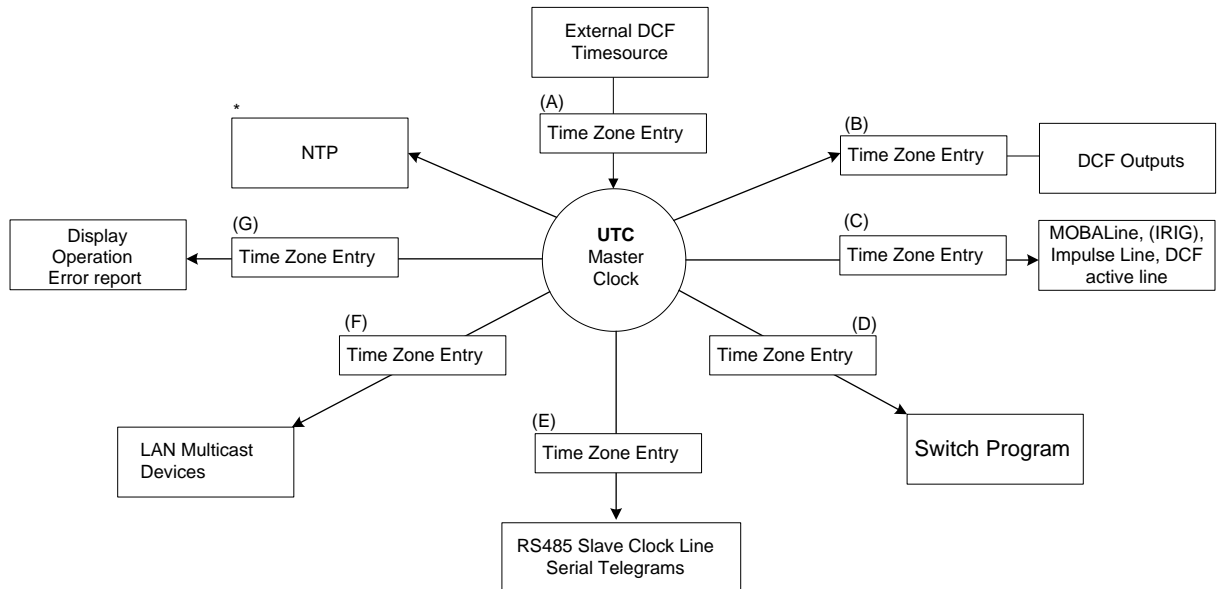 External DCF
Timesource
(A)
Time Zone Entry
*
NTP
(B)
Time Zone Entry
DCF Outputs
(G)
Time Zone Entry
Display
Operation
Error report
UTC
Master
Clock
(C)
Time Zone Entry
MOBALine, (IRIG),
Impulse Line, DCF
active line
(F)
Time Zone Entry
(D)
Time Zone Entry
LAN Multicast
Devices
(E)
Time Zone Entry
Switch Program
RS485 Slave Clock Line
Serial Telegrams